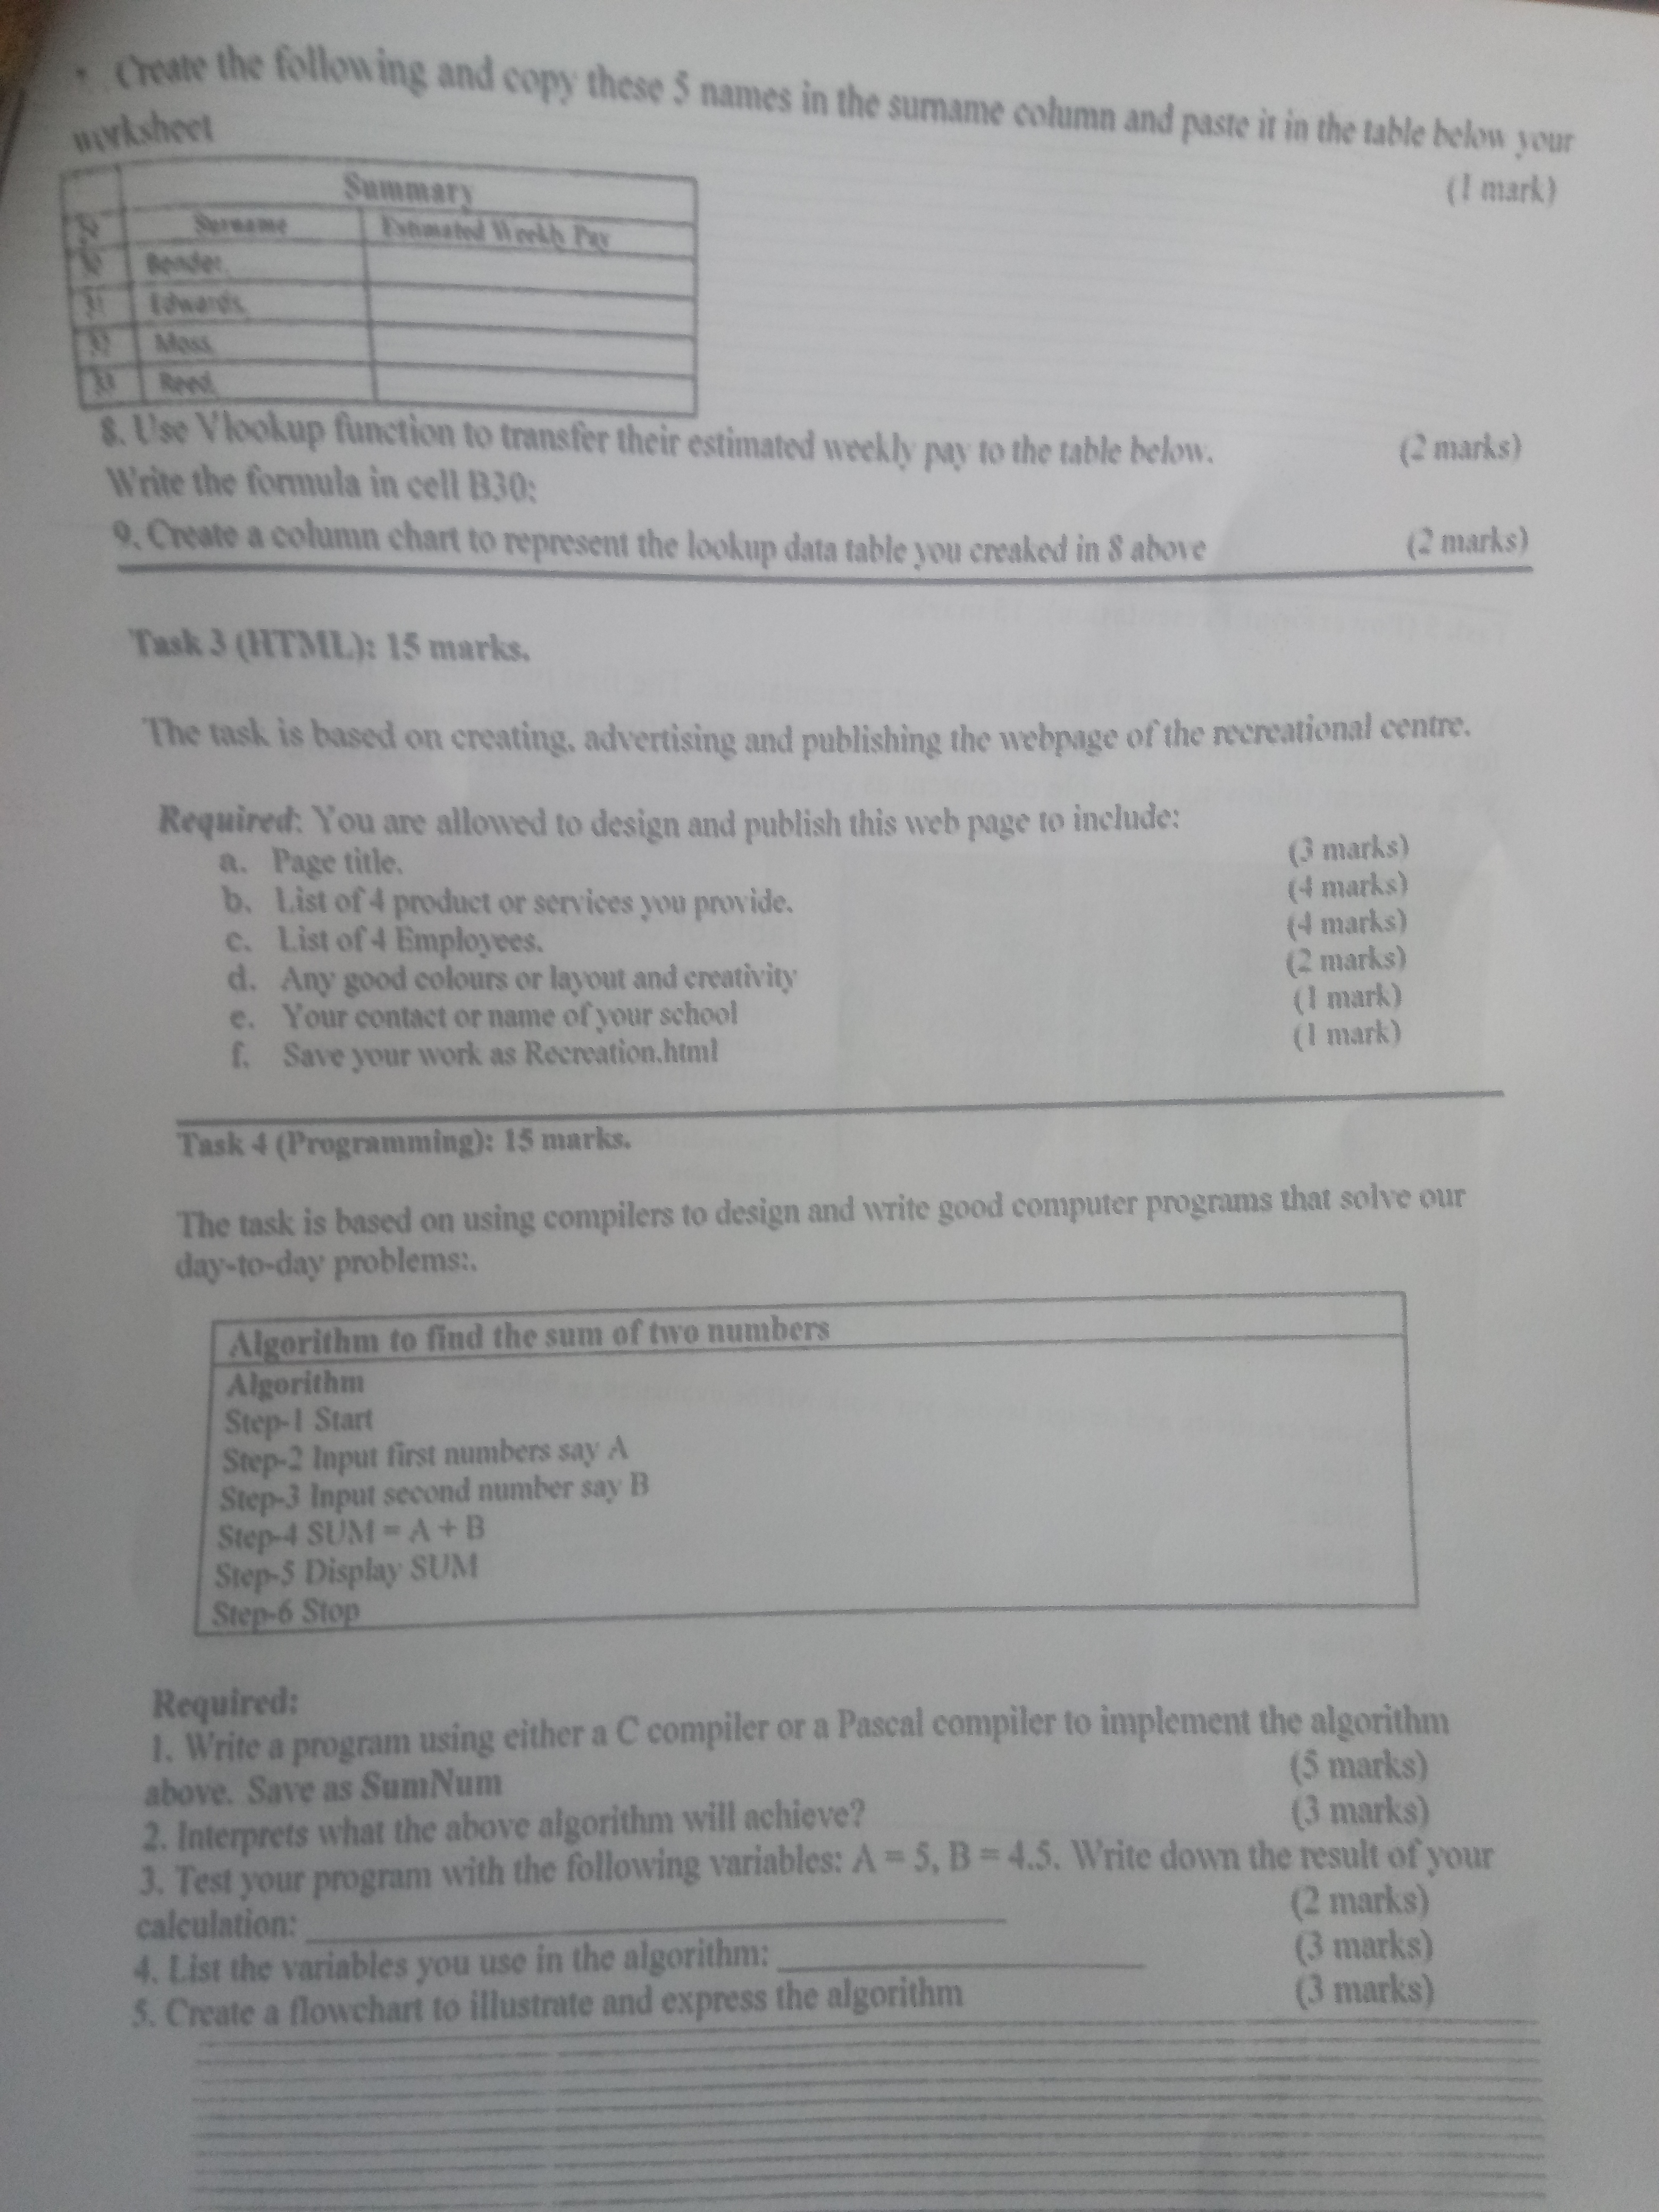 Create the following and copy these 5 names in the surname column and paste it in the table below your
worksheet
(1 mark)
Summary
Surname Estimated Weekly Pay
30 Bender,
31 Edwards,
32 Moss,
33 Reed,
8. Use Vlookup function to transfer their estimated weekly pay to the table below. (2 marks)
Write the formula in cell B30:
9. Create a column chart to represent the lookup data table you creaked in 8 above (2 marks)
Task 3 (HTML): 15 marks.
The task is based on creating, advertising and publishing the webpage of the recreational centre.
Required: You are allowed to design and publish this web page to include:
a. Page title. (3 marks)
b. List of 4 product or services you provide. (4 marks)
c. List of 4 Employees. (4 marks)
d. Any good colours or layout and creativity (2 marks)
e. Your contact or name of your school (1 mark)
f. Save your work as Recreation.html (1 mark)
Task 4 (Programming): 15 marks.
The task is based on using compilers to design and write good computer programs that solve our
day-to-day problems:.
Algorithm to find the sum of two numbers
Algorithm
Step-1 Start
Step-2 Input first numbers say A
Step-3 Input second number say B
Step-4 SUM = A + B
Step-5 Display SUM
Step-6 Stop
Required:
1. Write a program using either a C compiler or a Pascal compiler to implement the algorithm
above. Save as SumNum (5 marks)
2. Interprets what the above algorithm will achieve? (3 marks)
3. Test your program with the following variables: A = 5, B = 4.5. Write down the result of your
calculation: (2 marks)
4. List the variables you use in the algorithm: (3 marks)
5. Create a flowchart to illustrate and express the algorithm (3 marks)